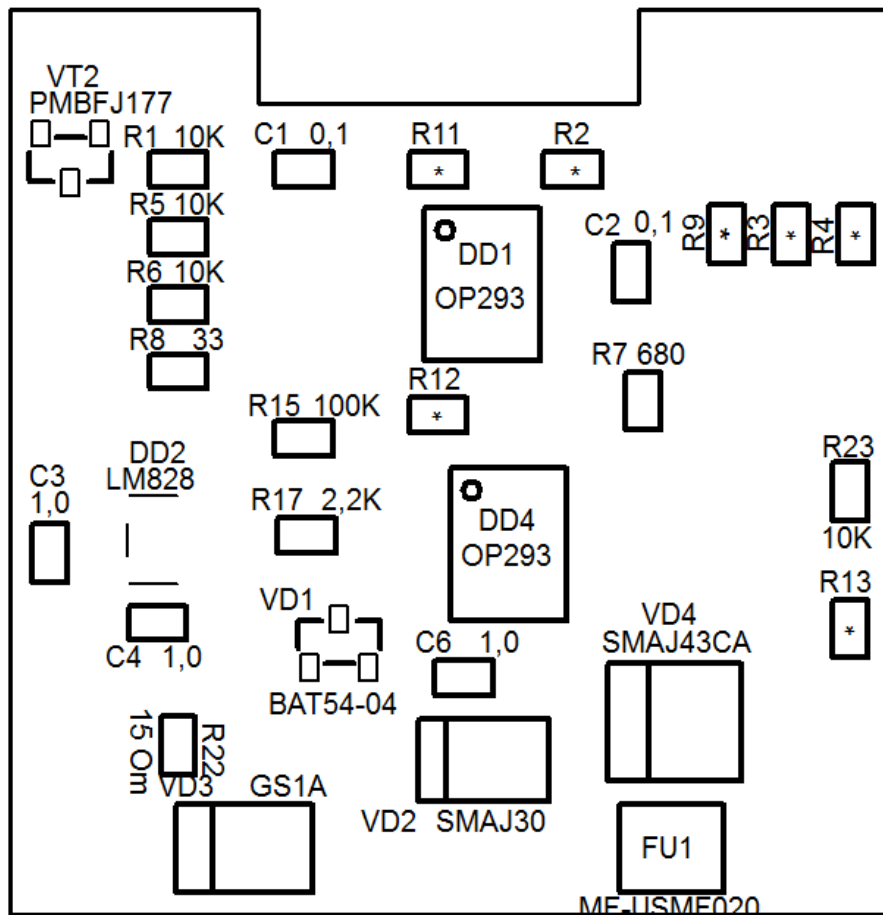 VT2
PMBFJ177
R1 10K
C1 0,1
R11
*
R2
*
R5 10K
R6 10K
R8 33
DD1
OP293
C2 0,1
R9
*
R3
*
R4
*
R7 680
R12
*
R15 100K
DD2
LM828
C3
1,0
R17 2,2K
DD4
OP293
R23
10K
R13
*
C4 1,0
VD1
BAT54-04
C6 1,0
VD4
SMAJ43CA
15 Om
R22
VD3 GS1A
VD2 SMAJ30
FU1
MF-USMF020